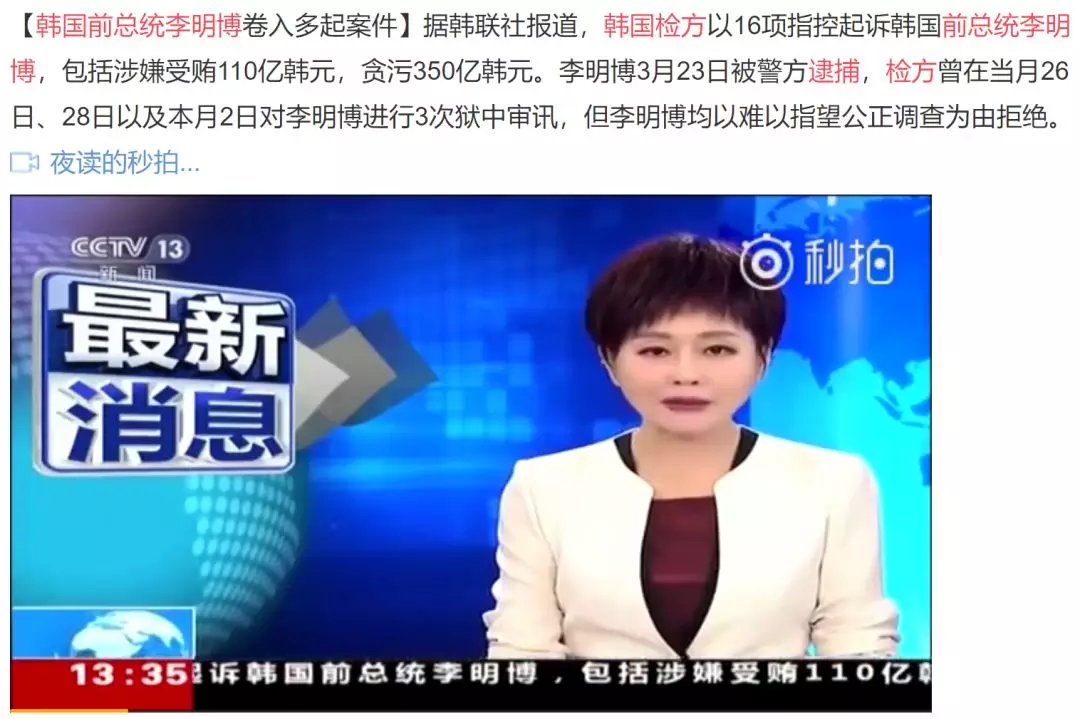 【韩国前总统李明博卷入多起案件】据韩联社报道，韩国检方以16项指控起诉韩国前总统李明
博，包括涉嫌受贿110亿韩元，贪污350亿韩元。李明博3月23日被警方逮捕，检方曾在当月26
日、28日以及本月2日对李明博进行3次狱中审讯，但李明博均以难以指望公正调查为由拒绝。
夜读的秒拍...
CCTV 13
新闻
秒拍
最新
消息
13:35
诉韩国前总统李明博，包括涉嫌受贿110亿